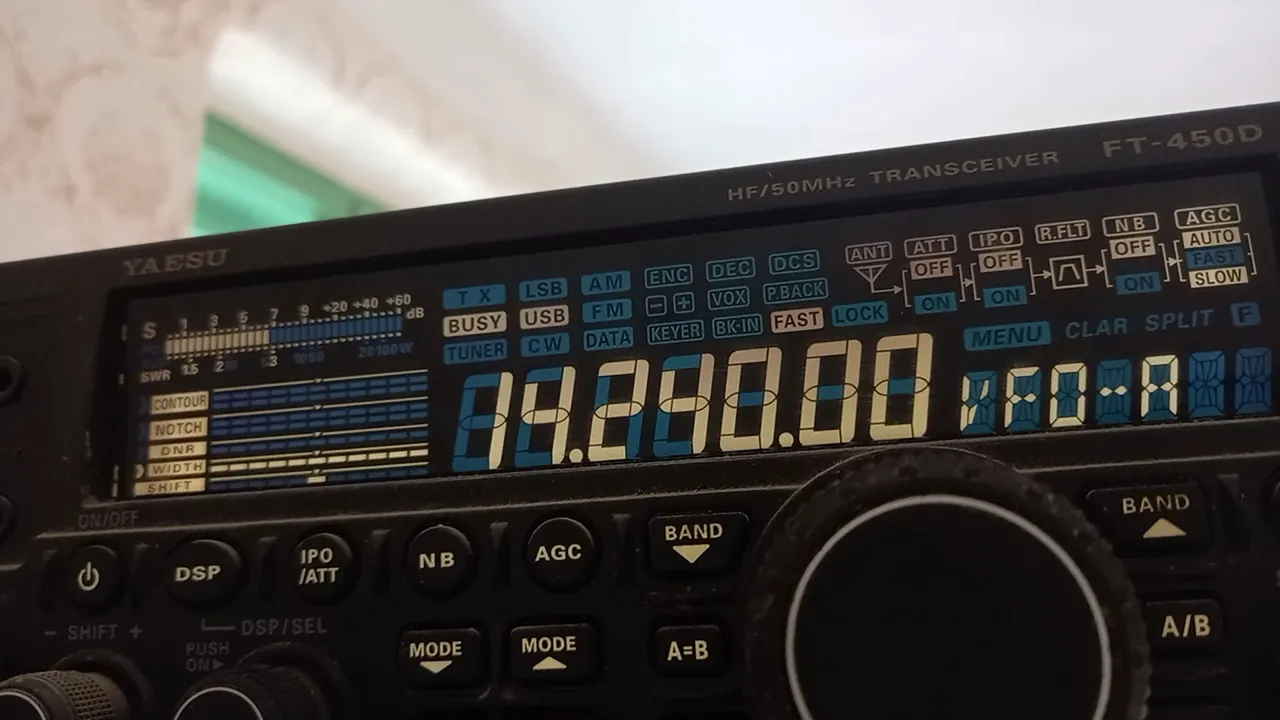 HF/50MHz TRANSCEIVER FT-450D
YAESU
S 1 3 5 7 9 +20 +40 +60 dB
PO 50 100W
SWR 1.5 2 3
CONTOUR
NOTCH
DNR
WIDTH
SHIFT
TX LSB AM ENC DEC DCS
BUSY USB FM - + VOX P.BACK
TUNER CW DATA KEYER BK-IN FAST LOCK
ANT ATT IPO R.FLT NB AGC
OFF OFF OFF AUTO
ON ON ON FAST
SLOW
MENU CLAR SPLIT F
14.240.00 VFO-A
ON/OFF
DSP IPO/ATT NB AGC BAND BAND
- SHIFT + DSP/SEL
PUSH
ON▶
MODE MODE A=B A/B